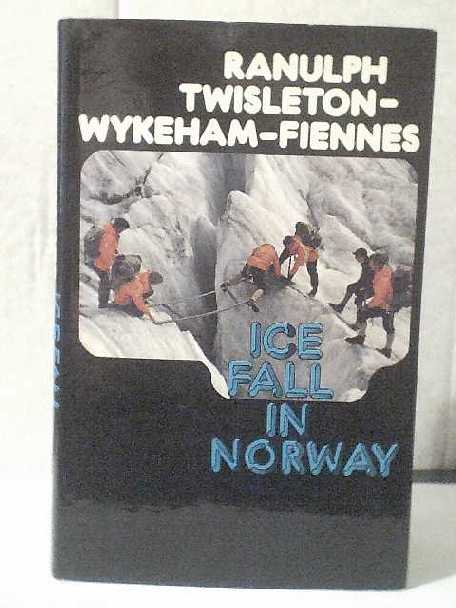 RANULPH
TWISLETON-
WYKEHAM-FIENNES
ICE
FALL
IN
NORWAY